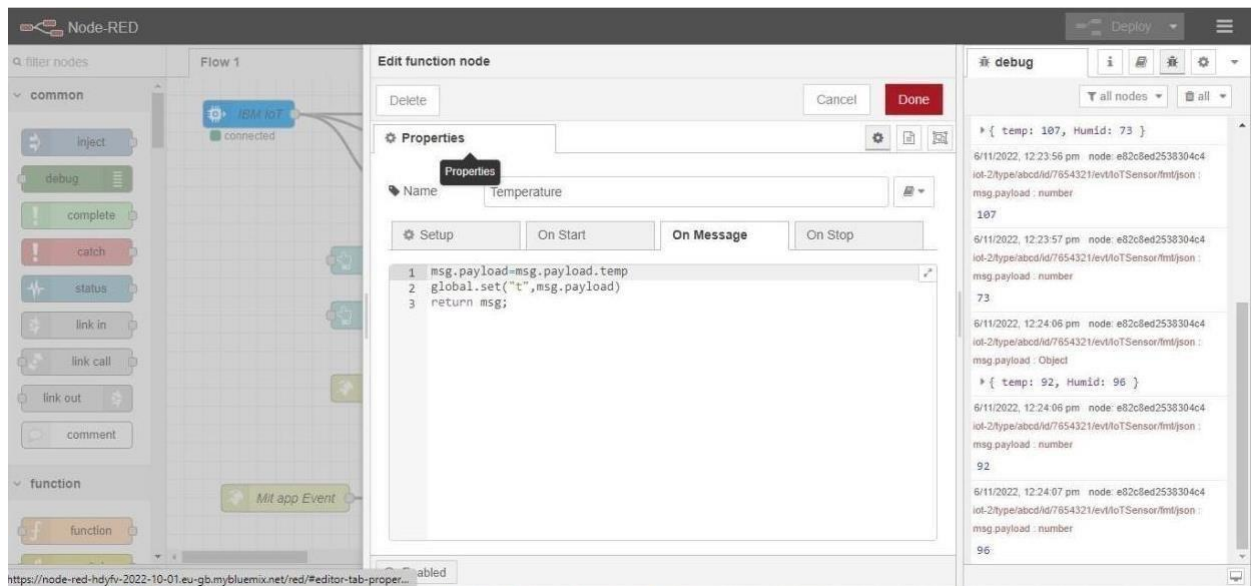 Node-RED
Deploy
filter nodes
common
inject
debug
complete
catch
status
link in
link call
link out
comment
function
function
Flow 1
IBM IoT
connected
Mit app Event
Edit function node
Delete
Cancel
Done
Properties
Properties
Name
Temperature
Setup
On Start
On Message
On Stop
1 msg.payload=msg.payload.temp
2 global.set("t",msg.payload)
3 return msg;
debug
i
all nodes
all
{ temp: 107, Humid: 73 }
6/11/2022, 12:23:56 pm node: e82c8ed2538304c4
iot-2/type/abcd/id/7654321/evt/IoTSensor/fmt/json :
msg.payload : number
107
6/11/2022, 12:23:57 pm node: e82c8ed2538304c4
iot-2/type/abcd/id/7654321/evt/IoTSensor/fmt/json :
msg.payload : number
73
6/11/2022, 12:24:06 pm node: e82c8ed2538304c4
iot-2/type/abcd/id/7654321/evt/IoTSensor/fmt/json :
msg.payload : Object
{ temp: 92, Humid: 96 }
6/11/2022, 12:24:06 pm node: e82c8ed2538304c4
iot-2/type/abcd/id/7654321/evt/IoTSensor/fmt/json :
msg.payload : number
92
6/11/2022, 12:24:07 pm node: e82c8ed2538304c4
iot-2/type/abcd/id/7654321/evt/IoTSensor/fmt/json :
msg.payload : number
96
https://node-red-hdyfv-2022-10-01.eu-gb.mybluemix.net/red/#editor-tab-proper...